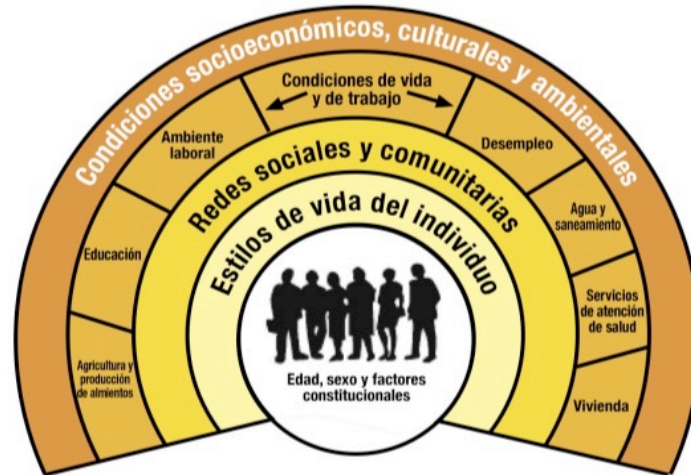 Condiciones socioeconómicos, culturales y ambientales
Condiciones de vida
y de trabajo
Ambiente
laboral
Desempleo
Redes sociales y comunitarias
Educación
Agua y
saneamiento
Estilos de vida del individuo
Servicios
de atención
de salud
Agricultura y
producción
de almientos
Vivienda
Edad, sexo y factores
constitucionales